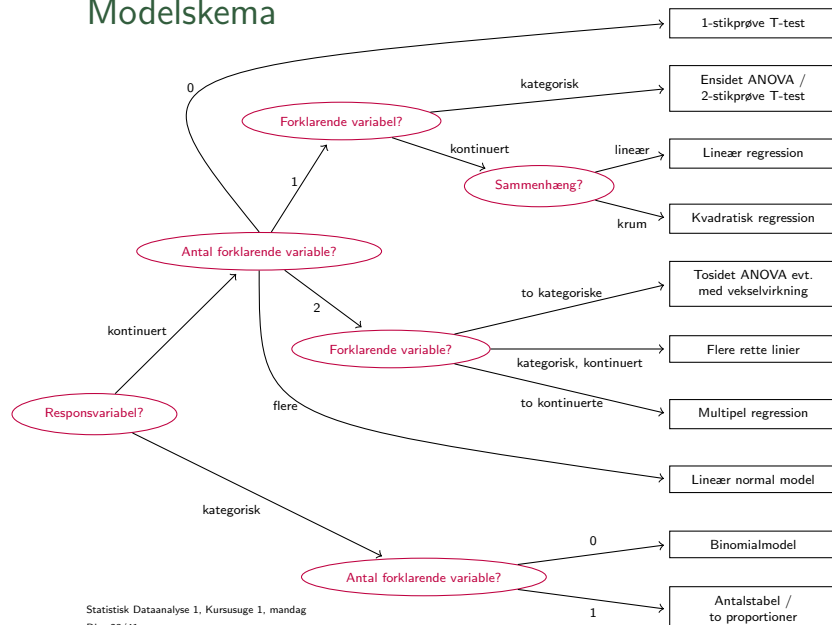 Modelskema
1-stikprøve T-test
0
kategorisk
Ensidet ANOVA /
2-stikprøve T-test
Forklarende variabel?
kontinuert
lineær
Lineær regression
1
Sammenhæng?
krum
Kvadratisk regression
Antal forklarende variable?
to kategoriske
Tosidet ANOVA evt.
med vekselvirkning
2
kontinuert
Forklarende variable?
kategorisk, kontinuert
Flere rette linier
to kontinuerte
Multipel regression
flere
Responsvariabel?
Lineær normal model
kategorisk
0
Binomialmodel
Antal forklarende variable?
1
Antalstabel /
to proportioner
Statistisk Dataanalyse 1, Kursusuge 1, mandag